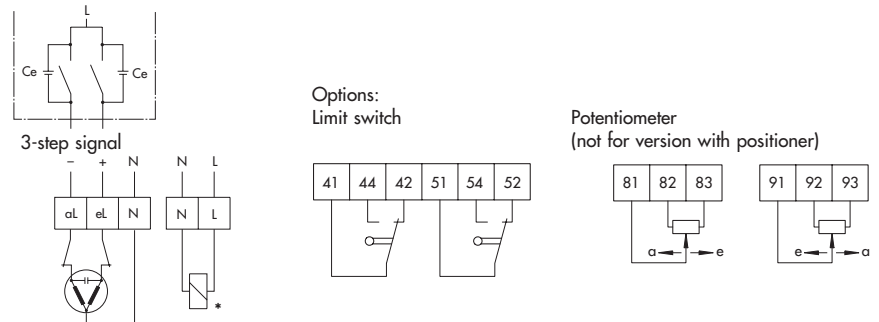 L
Ce Ce
3-step signal
– + N N L
aL eL N N L
*
Options:
Limit switch
41 44 42 51 54 52
Potentiometer
(not for version with positioner)
81 82 83 91 92 93
a e e a